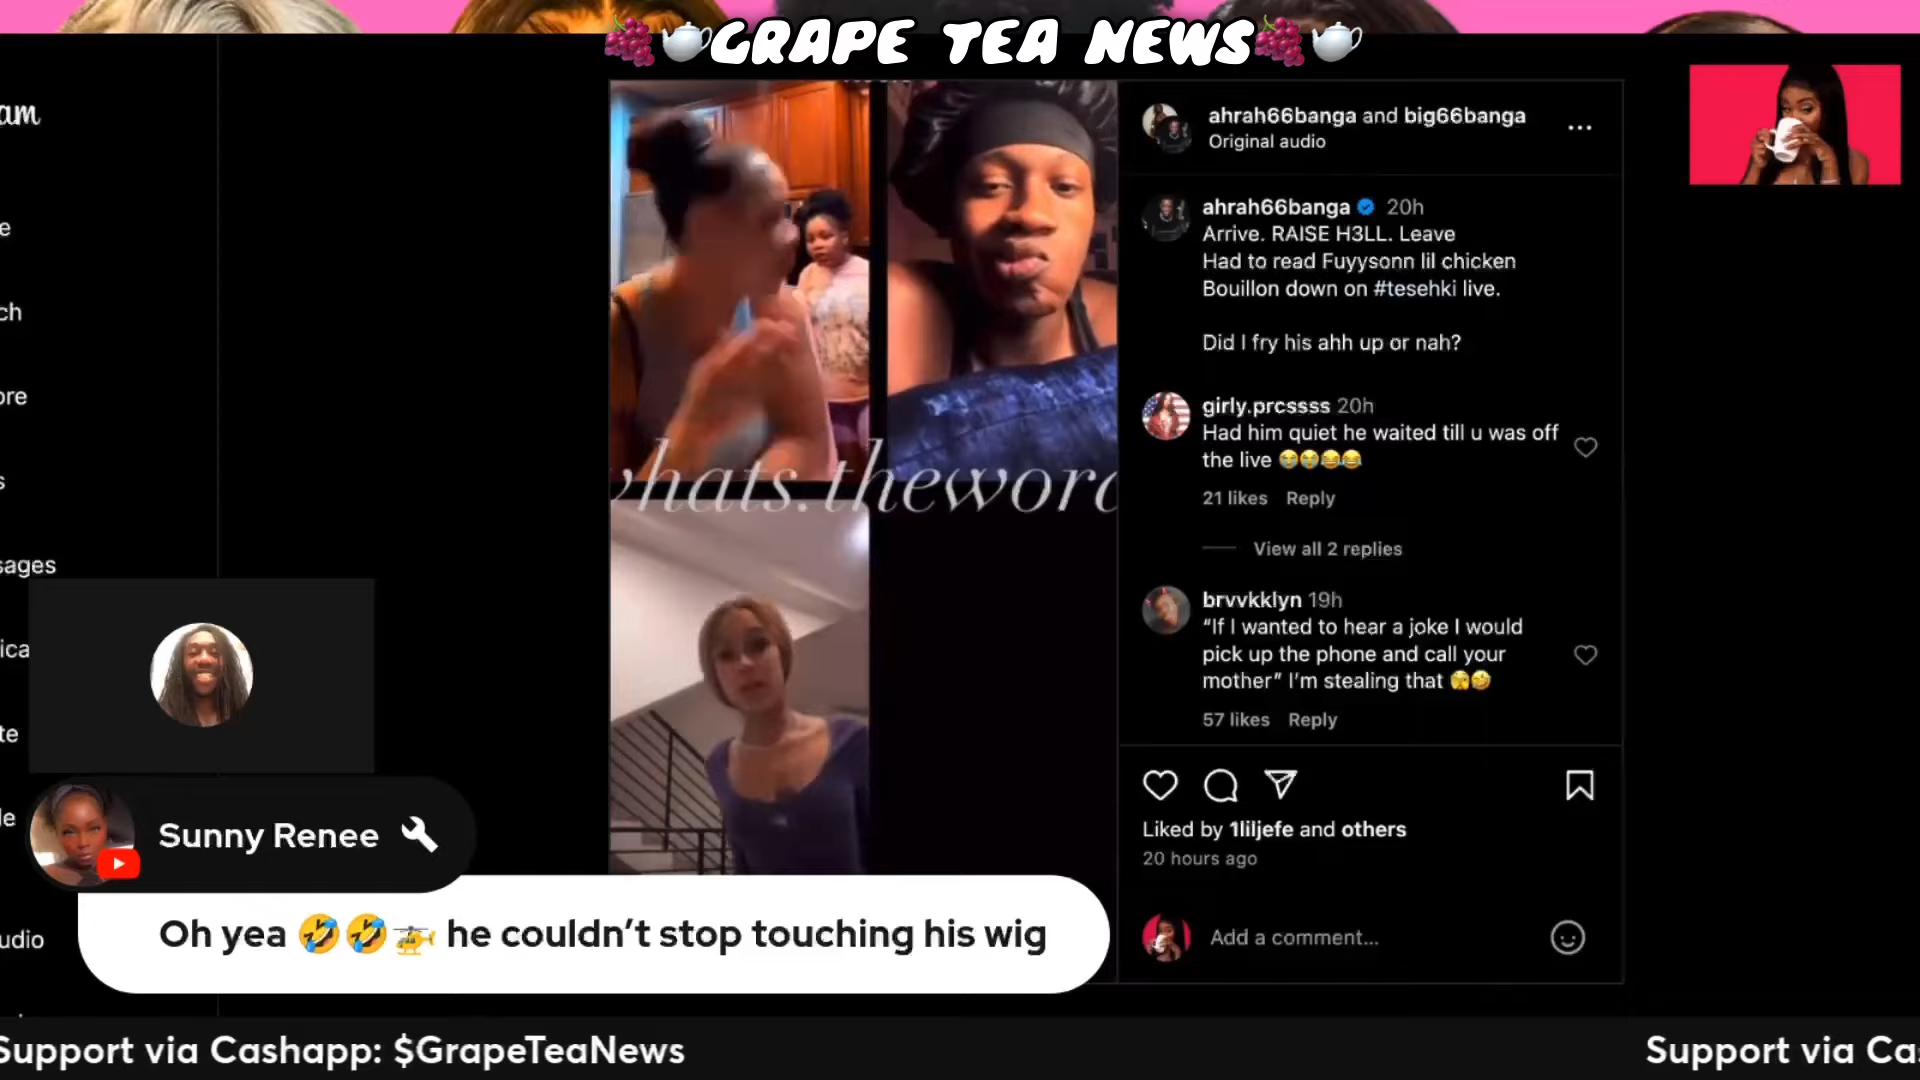 GRAPE TEA NEWS
am
ahrah66banga and big66banga
Original audio
ahrah66banga 20h
Arrive. RAISE H3LL. Leave
Had to read Fuyysonn lil chicken
Bouillon down on #tesehki live.
Did I fry his ahh up or nah?
girly.prcssss 20h
Had him quiet he waited till u was off
the live 😭😭😂😂
21 likes Reply
View all 2 replies
brvvkklyn 19h
“If I wanted to hear a joke I would
pick up the phone and call your
mother” I’m stealing that 🫣🤣
57 likes Reply
Liked by 1liljefe and others
20 hours ago
Add a comment...
e
ch
ore
s
sages
ica
te
le
udio
whats.theword
Sunny Renee
Oh yea 🤣🤣🚁 he couldn’t stop touching his wig
Support via Cashapp: $GrapeTeaNews
Support via Ca